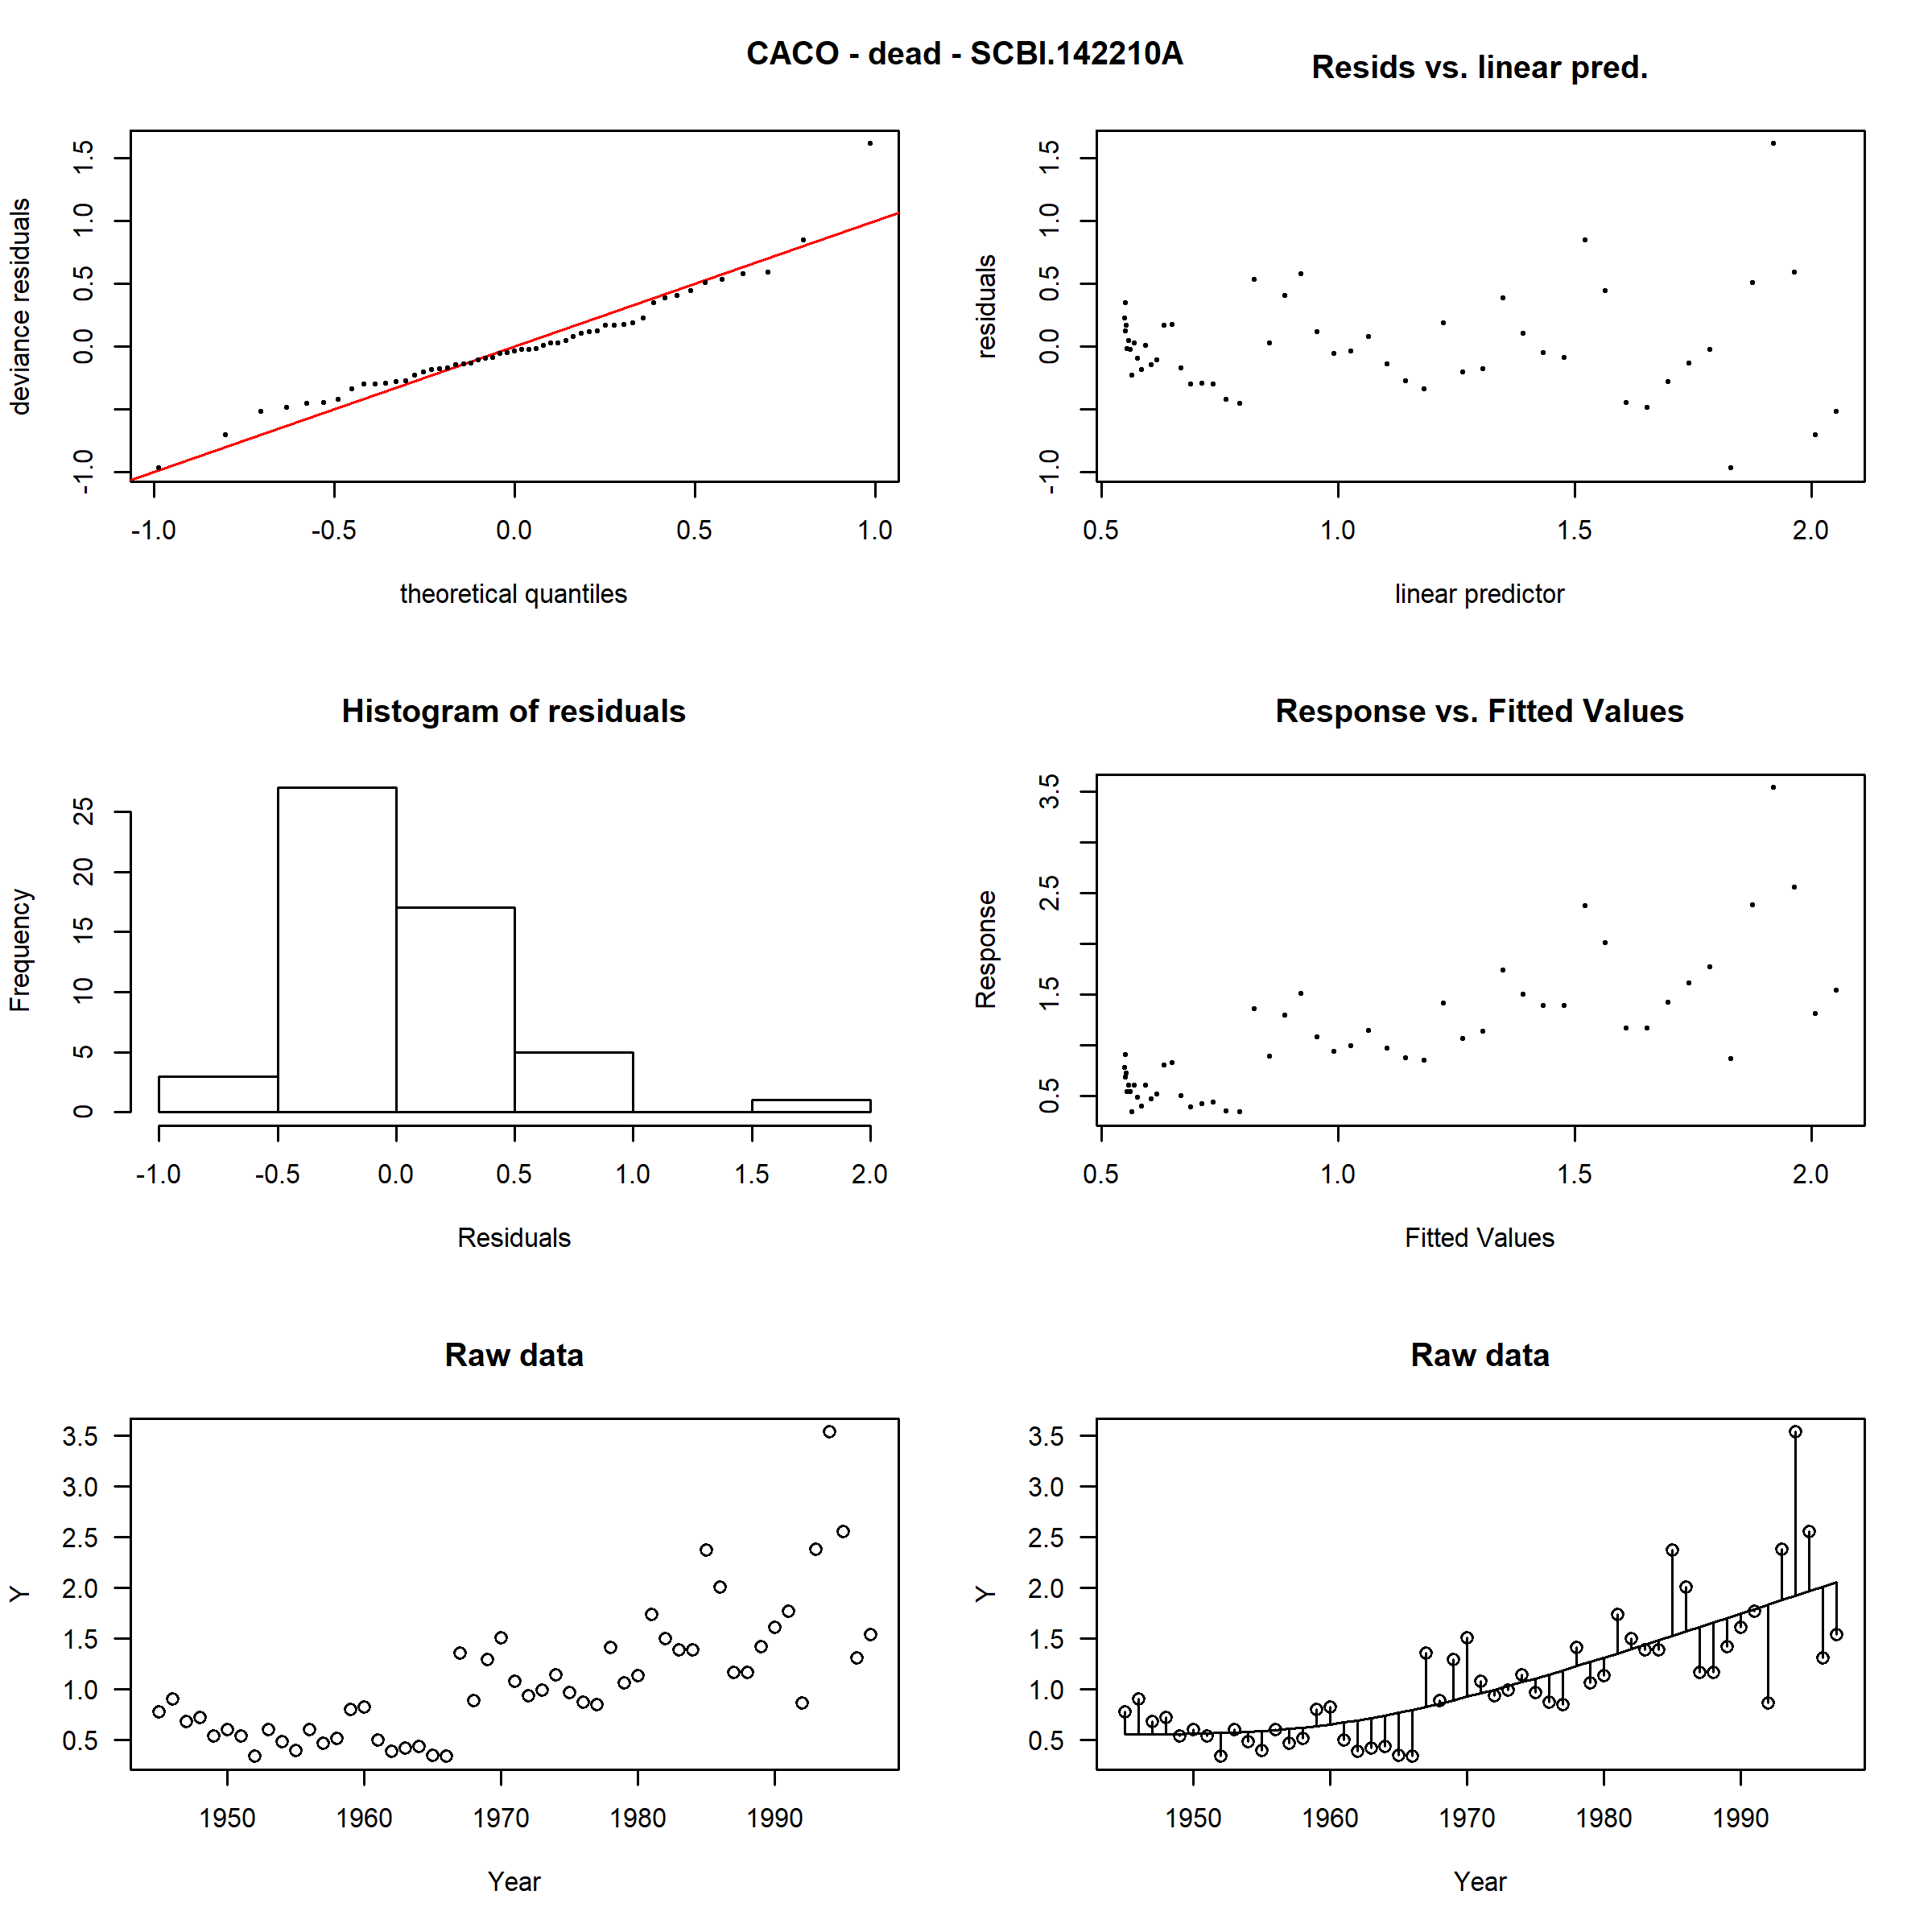 CACO - dead - SCBI.142210A
Resids vs. linear pred.
deviance residuals
-1.0 0.0 0.5 1.0 1.5
-1.0 -0.5 0.0 0.5 1.0
theoretical quantiles
residuals
-1.0 0.0 0.5 1.0 1.5
0.5 1.0 1.5 2.0
linear predictor
Histogram of residuals
Frequency
0 5 10 15 20 25
-1.0 -0.5 0.0 0.5 1.0 1.5 2.0
Residuals
Response vs. Fitted Values
Response
0.5 1.5 2.5 3.5
0.5 1.0 1.5 2.0
Fitted Values
Raw data
Y
3.5
3.0
2.5
2.0
1.5
1.0
0.5
1950 1960 1970 1980 1990
Year
Raw data
Y
3.5
3.0
2.5
2.0
1.5
1.0
0.5
1950 1960 1970 1980 1990
Year